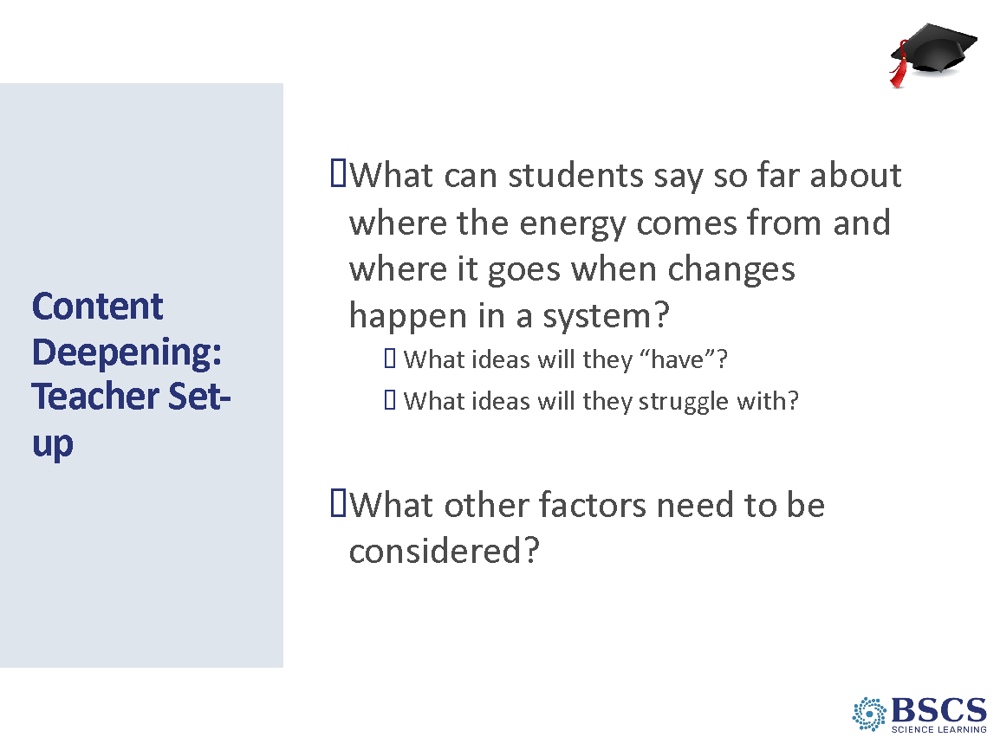 Content
Deepening:
Teacher Set-
up
What can students say so far about
where the energy comes from and
where it goes when changes
happen in a system?
What ideas will they “have”?
What ideas will they struggle with?
What other factors need to be
considered?
BSCS
SCIENCE LEARNING